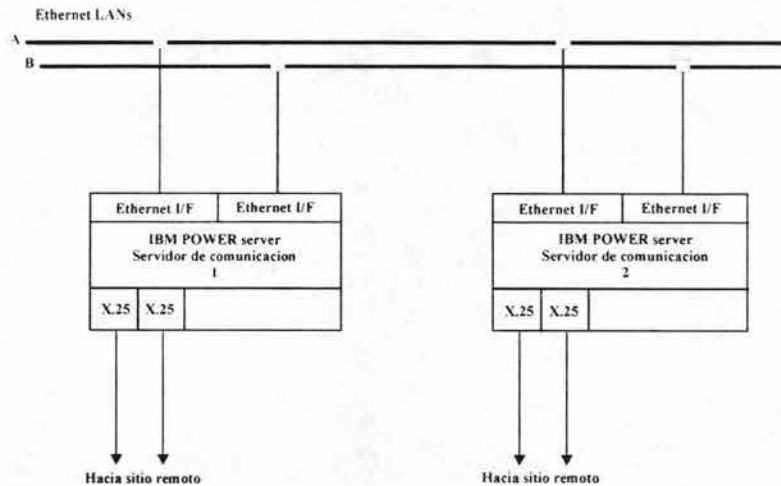 Ethernet LANs
A
B
Ethernet I/F
Ethernet I/F
IBM POWER server
Servidor de comunicacion
1
X.25
X.25
Hacia sitio remoto
Ethernet I/F
Ethernet I/F
IBM POWER server
Servidor de comunicacion
2
X.25
X.25
Hacia sitio remoto